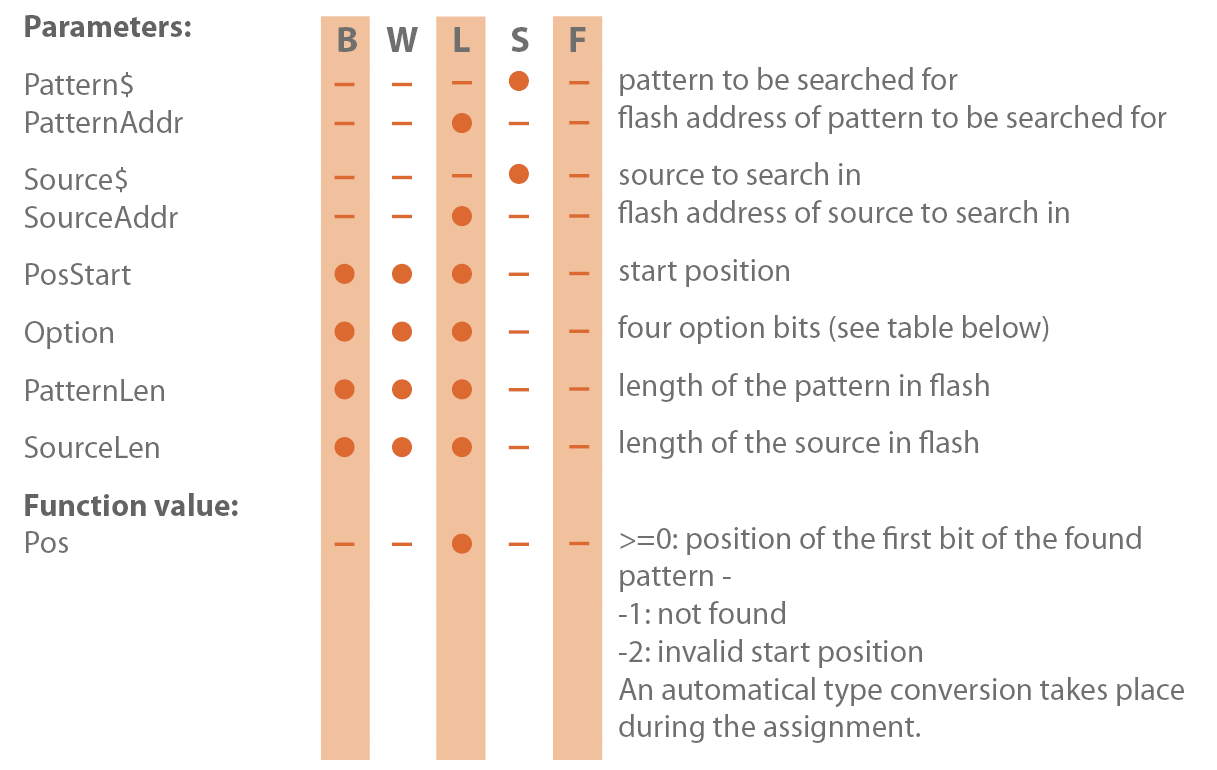 Parameters: B W L S F
Pattern$ – – – ● – pattern to be searched for
PatternAddr – – ● – – flash address of pattern to be searched for
Source$ – – – ● – source to search in
SourceAddr – – ● – – flash address of source to search in
PosStart ● ● ● – – start position
Option ● ● ● – – four option bits (see table below)
PatternLen ● ● ● – – length of the pattern in flash
SourceLen ● ● ● – – length of the source in flash
Function value:
Pos – – ● – – >=0: position of the first bit of the found
pattern -
-1: not found
-2: invalid start position
An automatical type conversion takes place
during the assignment.